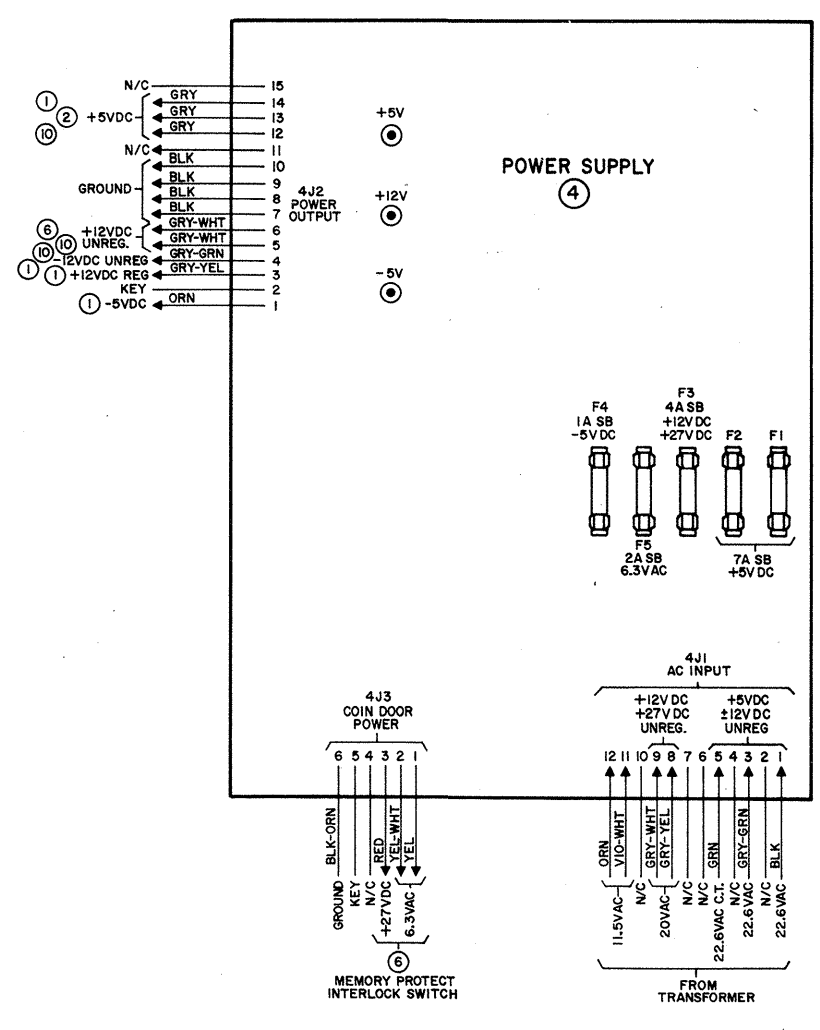 POWER SUPPLY
4
N/C 15
1 GRY 14
2 +5VDC GRY 13
10 GRY 12
N/C 11
BLK 10
GROUND BLK 9
BLK 8
BLK 7
4J2
POWER
OUTPUT
6 +12VDC GRY-WHT 6
10 UNREG. GRY-WHT 5
10 -12VDC UNREG GRY-GRN 4
1 1 +12VDC REG GRY-YEL 3
KEY 2
1 -5VDC ORN 1
+5V
+12V
-5V
F4
1A SB
-5VDC
F3
4A SB
+12VDC
+27VDC
F2
F1
F5
2A SB
6.3VAC
7A SB
+5VDC
4J3
COIN DOOR
POWER
6 5 4 3 2 1
BLK-ORN RED YEL-WHT YEL
GROUND KEY N/C +27VDC 6.3VAC
6
MEMORY PROTECT
INTERLOCK SWITCH
4J1
AC INPUT
+12VDC
+27VDC
UNREG.
+5VDC
±12VDC
UNREG
12 11 10 9 8 7 6 5 4 3 2 1
ORN VIO-WHT GRY-WHT GRY-YEL GRN GRY-GRN BLK
11.5VAC N/C 20VAC N/C N/C 22.6VAC C.T. N/C 22.6VAC N/C 22.6VAC
FROM
TRANSFORMER